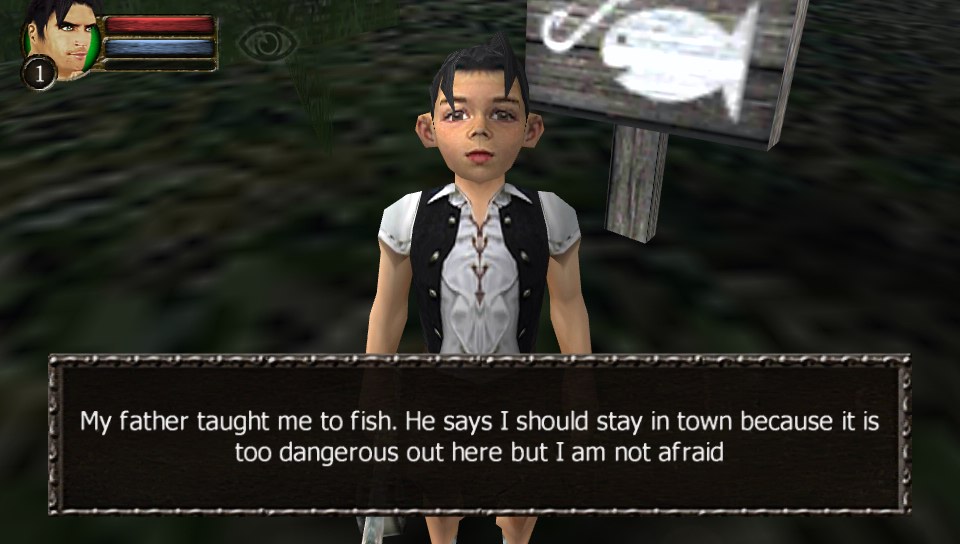 1
My father taught me to fish. He says I should stay in town because it is
too dangerous out here but I am not afraid